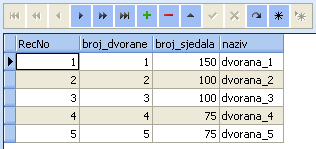 RecNo broj_dvorane broj_sjedala naziv
1 1 150 dvorana_1
2 2 100 dvorana_2
3 3 100 dvorana_3
4 4 75 dvorana_4
5 5 75 dvorana_5